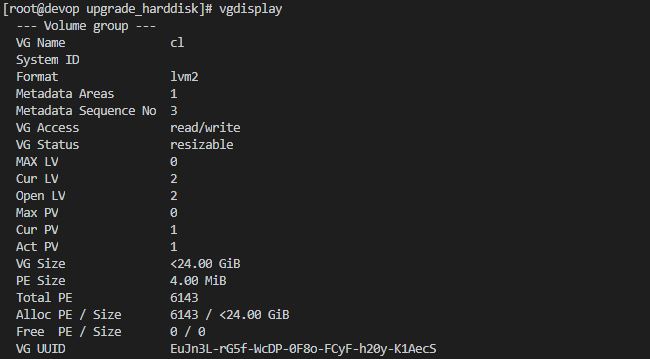 [root@devop upgrade_harddisk]# vgdisplay
--- Volume group ---
VG Name cl
System ID
Format lvm2
Metadata Areas 1
Metadata Sequence No 3
VG Access read/write
VG Status resizable
MAX LV 0
Cur LV 2
Open LV 2
Max PV 0
Cur PV 1
Act PV 1
VG Size <24.00 GiB
PE Size 4.00 MiB
Total PE 6143
Alloc PE / Size 6143 / <24.00 GiB
Free PE / Size 0 / 0
VG UUID EuJn3L-rG5f-WcDP-0F8o-FCyF-h20y-K1AecS